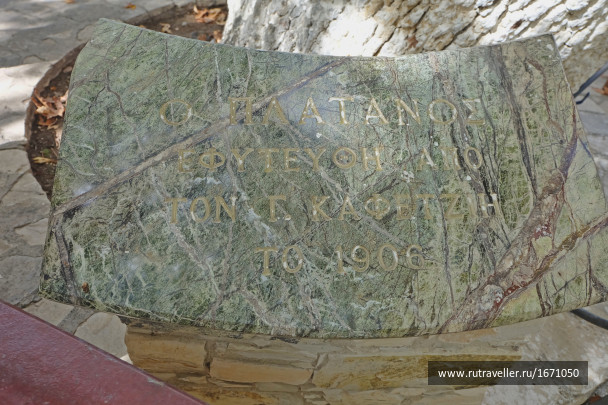 Ο ΠΛΑΤΑΝΟΣ
ΕΦΥΤΕΥΘΗ ΑΠΟ
ΤΟΝ Γ. ΚΑΦΕΤΖΗ
ΤΟ 1906
www.rutraveller.ru/1671050